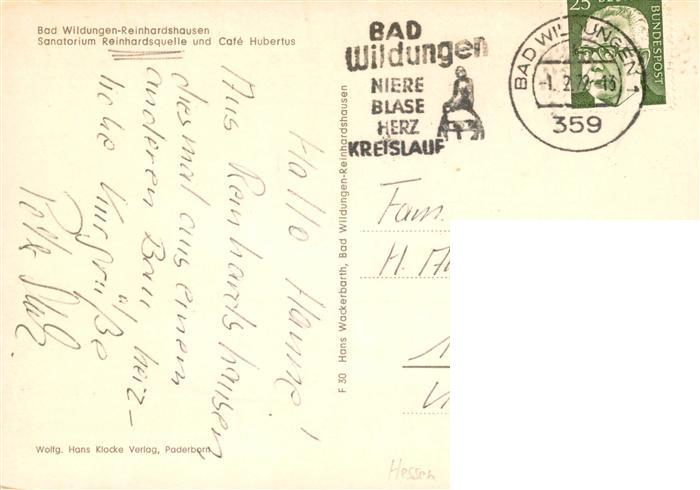 Bad Wildungen-Reinhardshausen
Sanatorium Reinhardsquelle und Café Hubertus
Hallo Hanne!
Aus Reinhardshausen
diesmal aus einem
anderen Bau, herz-
liche Kurgrüße
Wolfg. Hans Klocke Verlag, Paderborn
F 30 Hans Wackerbarth, Bad Wildungen-Reinhardshausen
BAD
Wildungen
NIERE
BLASE
HERZ
KREISLAUF
BAD WILDUNGEN 1
359
25
BUNDESPOST
Fam
H.
Hessen